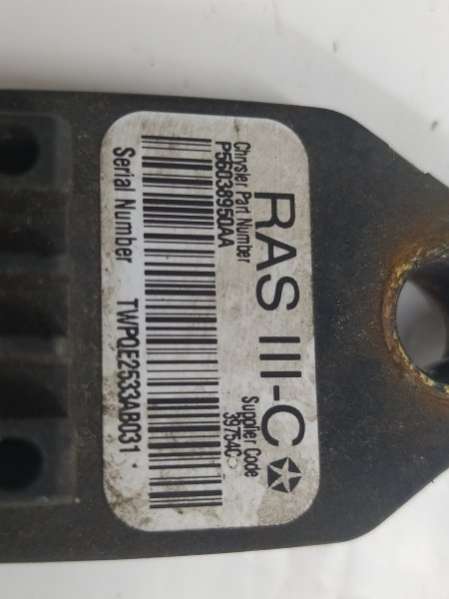 RAS III-C
Chrysler Part Number
P56038950AA
Supplier Code
39754C
Serial Number TWPQE2533AB031